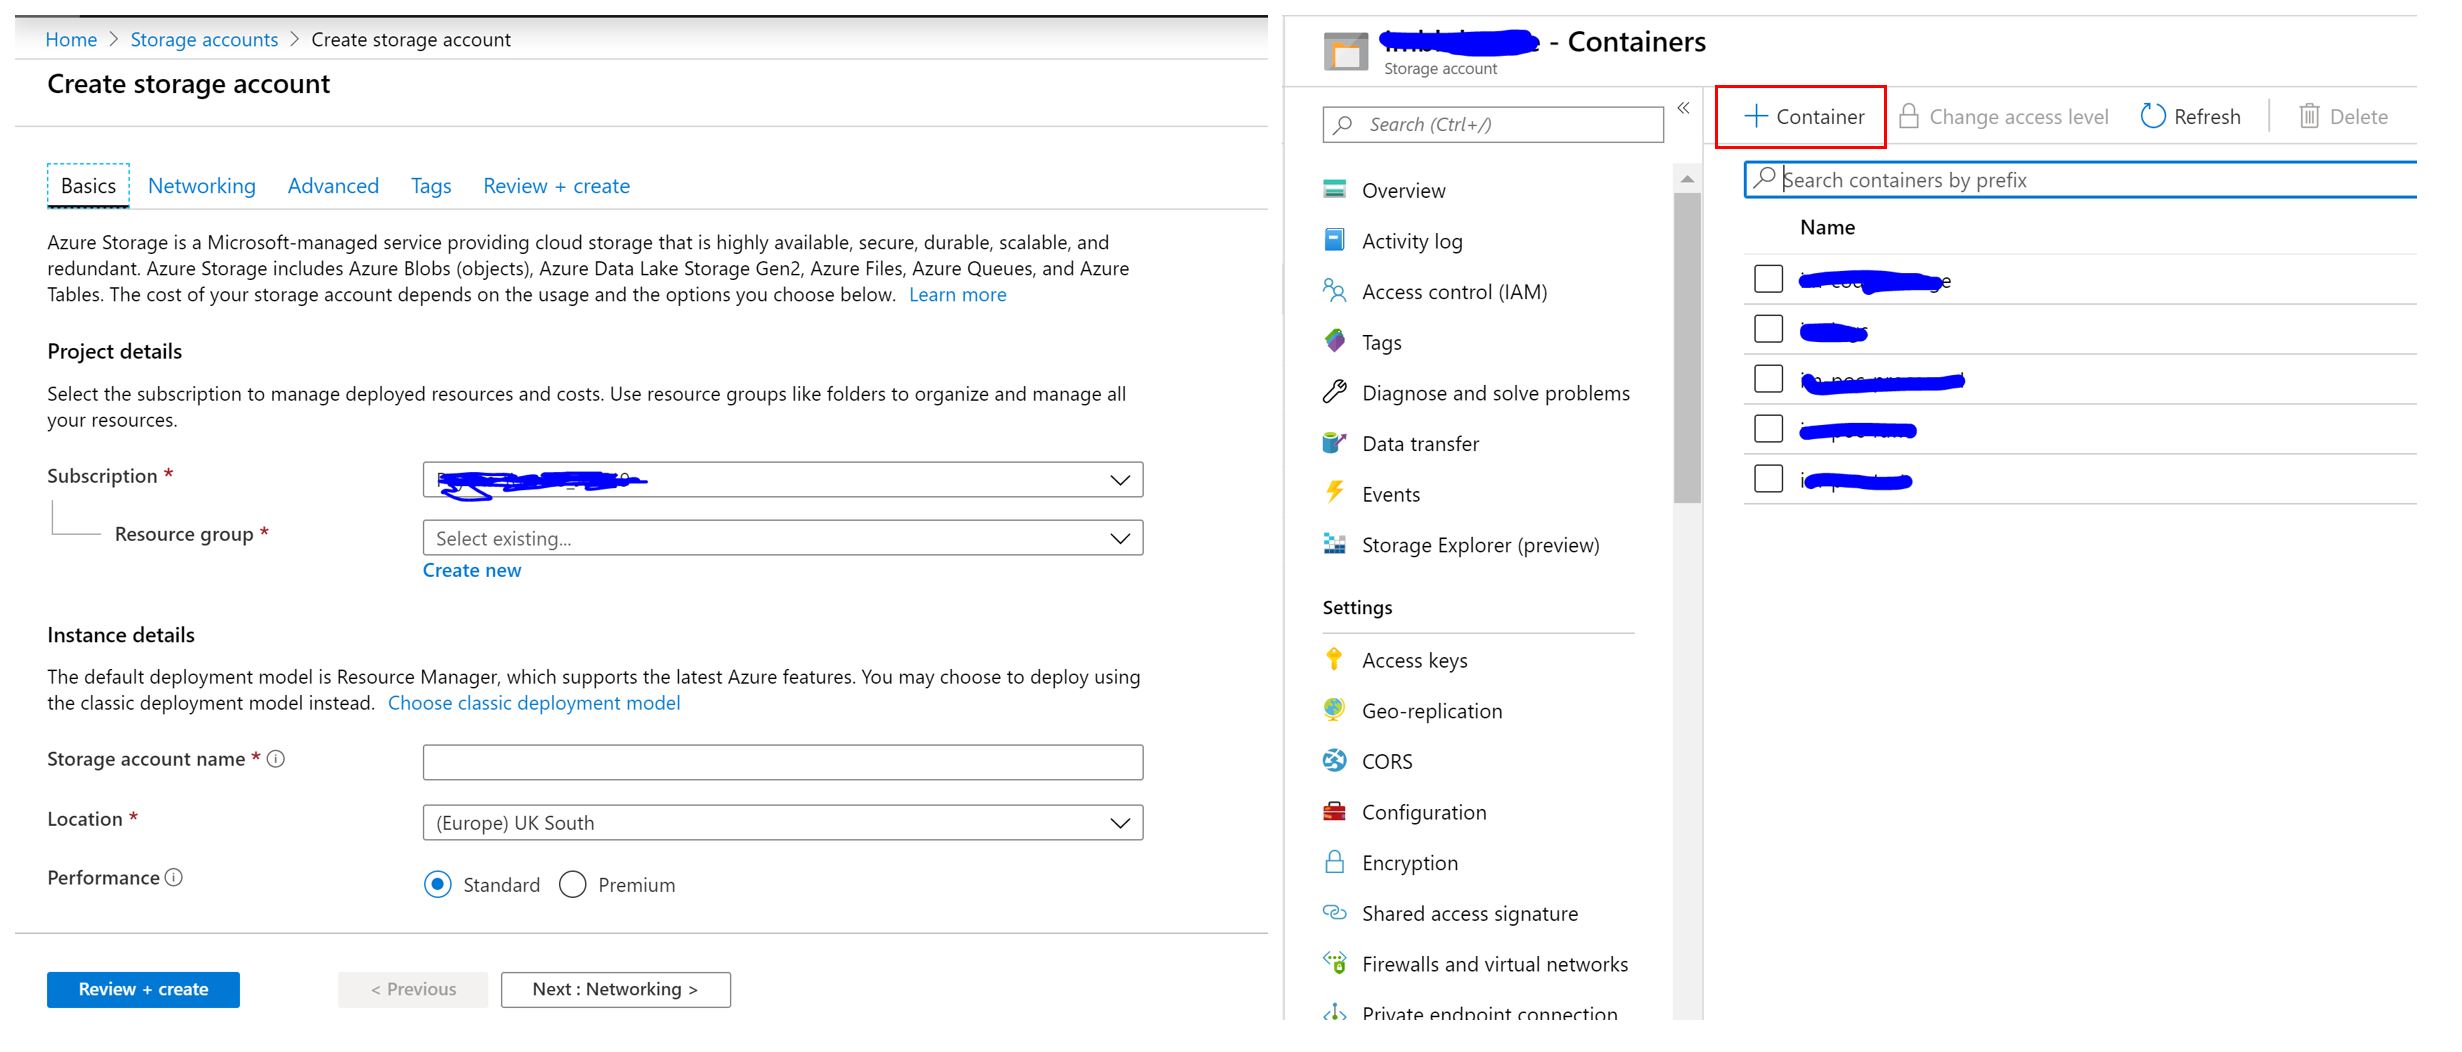 Home > Storage accounts > Create storage account
Create storage account
Basics Networking Advanced Tags Review + create
Azure Storage is a Microsoft-managed service providing cloud storage that is highly available, secure, durable, scalable, and
redundant. Azure Storage includes Azure Blobs (objects), Azure Data Lake Storage Gen2, Azure Files, Azure Queues, and Azure
Tables. The cost of your storage account depends on the usage and the options you choose below. Learn more
Project details
Select the subscription to manage deployed resources and costs. Use resource groups like folders to organize and manage all
your resources.
Subscription *
Resource group *
Select existing...
Create new
Instance details
The default deployment model is Resource Manager, which supports the latest Azure features. You may choose to deploy using
the classic deployment model instead. Choose classic deployment model
Storage account name *
Location *
(Europe) UK South
Performance
Standard Premium
Review + create
< Previous
Next : Networking >
- Containers
Storage account
Search (Ctrl+/)
«
Overview
Activity log
Access control (IAM)
Tags
Diagnose and solve problems
Data transfer
Events
Storage Explorer (preview)
Settings
Access keys
Geo-replication
CORS
Configuration
Encryption
Shared access signature
Firewalls and virtual networks
Private endpoint connection
+ Container
Change access level
Refresh
Delete
Search containers by prefix
Name